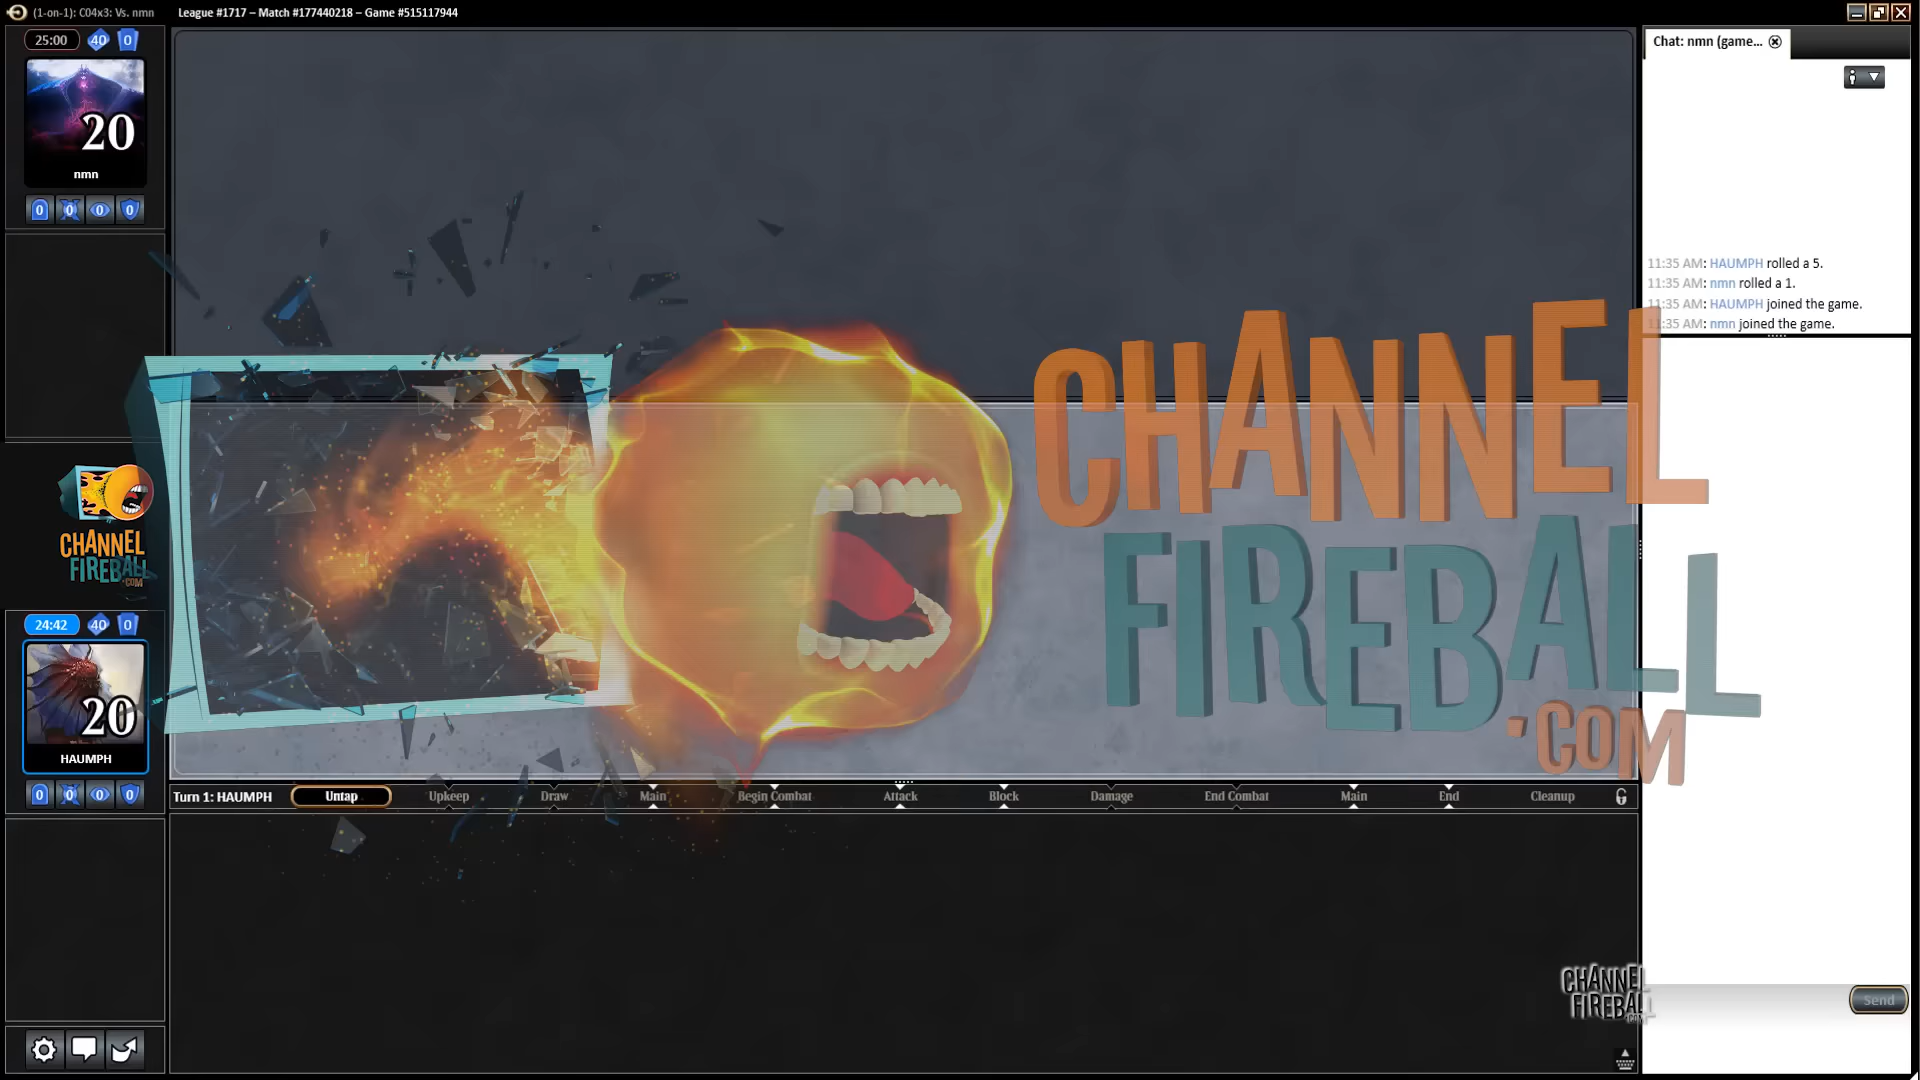 (1-on-1): C04x3: Vs. nmn
League #1717 – Match #177440218 – Game #515117944
25:00
40
0
20
nmn
0
0
0
0
Chat: nmn (game...
11:35 AM: HAUMPH rolled a 5.
11:35 AM: nmn rolled a 1.
11:35 AM: HAUMPH joined the game.
11:35 AM: nmn joined the game.
CHANNEL
FIREBALL
.COM
CHANNEL
FIREBALL
.COM
24:42
40
0
20
HAUMPH
0
0
0
0
Turn 1: HAUMPH
Untap
Upkeep
Draw
Main
Begin Combat
Attack
Block
Damage
End Combat
Main
End
Cleanup
CHANNEL
FIREBALL
.COM
Send